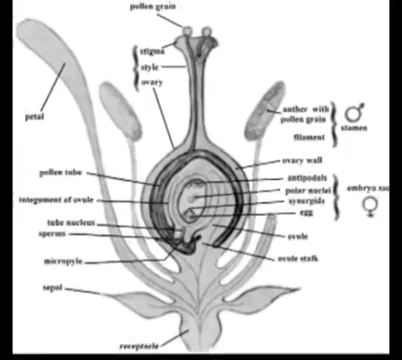 pollen grain
stigma
style
ovary
petal
anther with
pollen grain
filament
stamen
pollen tube
ovary wall
antipodals
polar nuclei
synergids
egg
embryo sac
integument of ovule
tube nucleus
sperms
ovule
micropyle
ovule stalk
sepal
receptacle